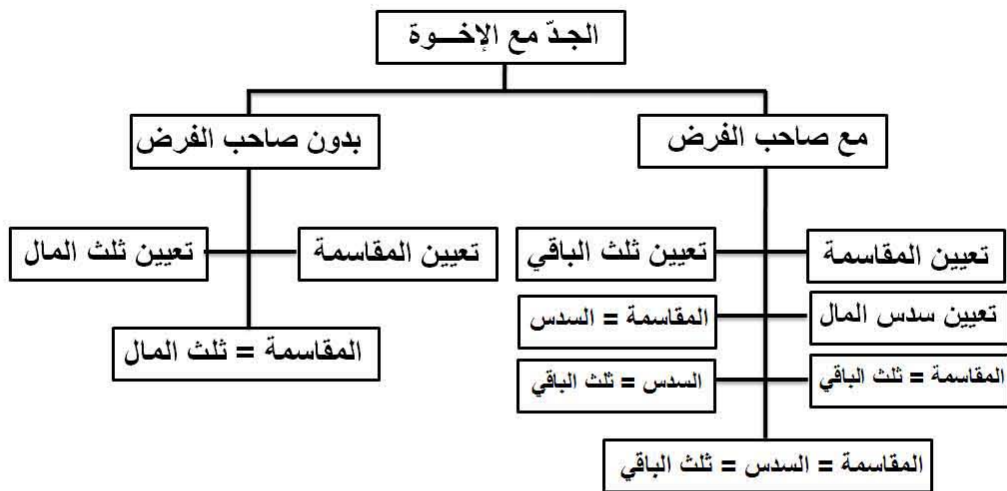 الجدّ مع الإخـــوة
مع صاحب الفرض
بدون صاحب الفرض
تعيين المقاسمة
تعيين ثلث الباقي
تعيين سدس المال
المقاسمة = السدس
المقاسمة = ثلث الباقي
السدس = ثلث الباقي
المقاسمة = السدس = ثلث الباقي
تعيين المقاسمة
تعيين ثلث المال
المقاسمة = ثلث المال